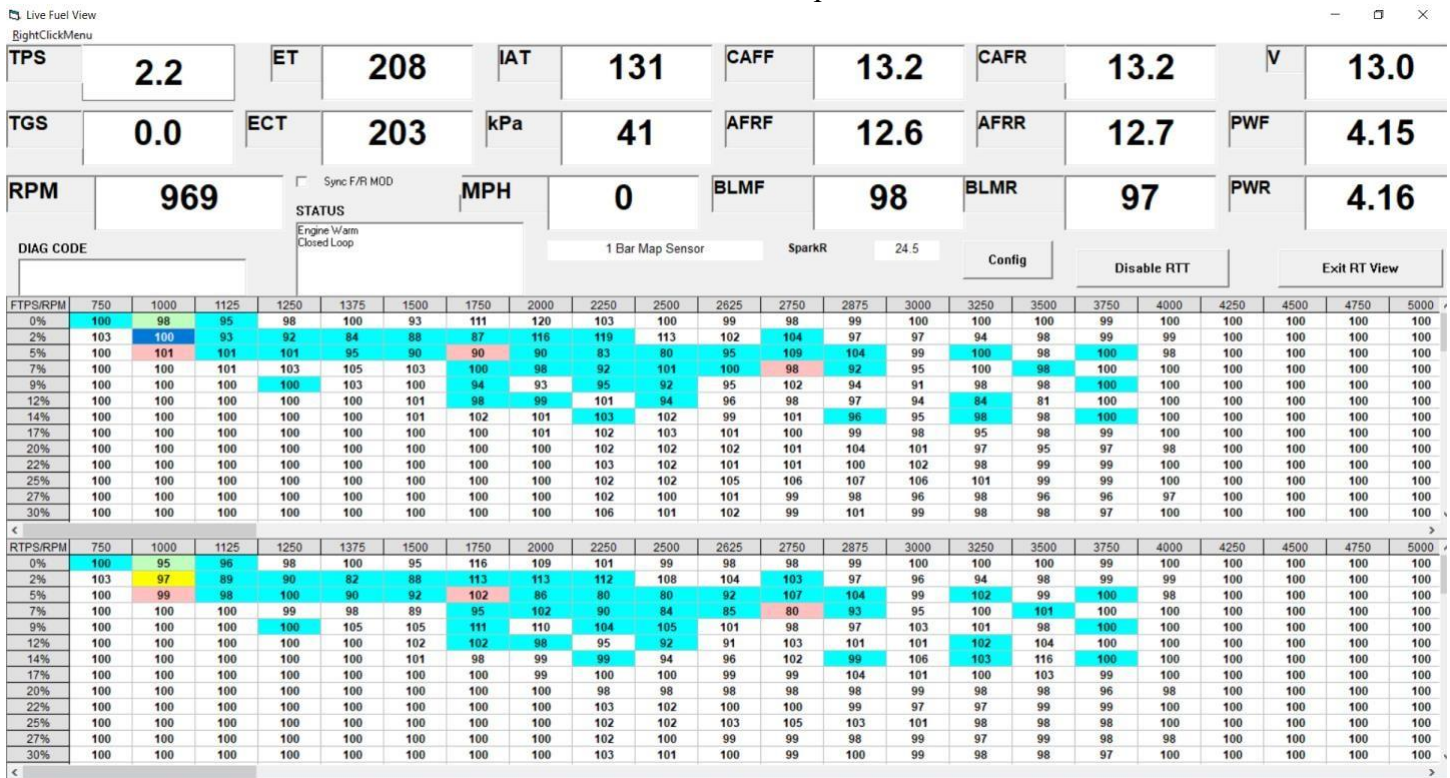 Live Fuel View
RightClickMenu
TPS 2.2 ET 208 IAT 131 CAFF 13.2 CAFR 13.2 V 13.0
TGS 0.0 ECT 203 kPa 41 AFRF 12.6 AFRR 12.7 PWF 4.15
RPM 969 Sync F/R MOD MPH 0 BLMF 98 BLMR 97 PWR 4.16
STATUS
Engine Warm
Closed Loop
DIAG CODE 1 Bar Map Sensor SparkR 24.5 Config Disable RTT Exit RT View
FTPS/RPM 750 1000 1125 1250 1375 1500 1750 2000 2250 2500 2625 2750 2875 3000 3250 3500 3750 4000 4250 4500 4750 5000
0% 100 98 95 98 100 93 111 120 103 100 99 98 99 100 100 100 99 100 100 100 100 100
2% 103 100 93 92 84 88 87 116 119 113 102 104 97 97 94 98 99 99 100 100 100 100
5% 100 101 101 101 95 90 90 90 83 80 95 109 104 99 100 98 100 98 100 100 100 100
7% 100 100 101 103 105 103 100 98 92 101 100 98 92 95 100 98 100 100 100 100 100 100
9% 100 100 100 100 103 100 94 93 95 92 95 102 94 91 98 98 100 100 100 100 100 100
12% 100 100 100 100 100 101 98 99 101 94 96 98 97 94 84 81 100 100 100 100 100 100
14% 100 100 100 100 100 101 102 101 103 102 99 101 96 95 98 98 100 100 100 100 100 100
17% 100 100 100 100 100 100 100 101 102 103 101 100 99 98 95 98 99 100 100 100 100 100
20% 100 100 100 100 100 100 100 100 102 102 102 101 104 101 97 95 97 98 100 100 100 100
22% 100 100 100 100 100 100 100 100 103 102 101 101 100 102 98 99 99 100 100 100 100 100
25% 100 100 100 100 100 100 100 100 102 102 105 106 107 106 101 99 99 100 100 100 100 100
27% 100 100 100 100 100 100 100 100 102 100 101 99 98 96 98 96 96 97 100 100 100 100
30% 100 100 100 100 100 100 100 100 106 101 102 99 101 99 98 98 97 100 100 100 100 100
RTPS/RPM 750 1000 1125 1250 1375 1500 1750 2000 2250 2500 2625 2750 2875 3000 3250 3500 3750 4000 4250 4500 4750 5000
0% 100 95 96 98 100 95 116 109 101 99 98 98 99 100 100 100 99 100 100 100 100 100
2% 103 97 89 90 82 88 113 113 112 108 104 103 97 96 94 98 99 99 100 100 100 100
5% 100 99 98 100 90 92 102 86 80 80 92 107 104 99 102 99 100 98 100 100 100 100
7% 100 100 100 99 98 89 95 102 90 84 85 80 93 95 100 101 100 100 100 100 100 100
9% 100 100 100 100 105 105 111 110 104 105 101 98 97 103 101 98 100 100 100 100 100 100
12% 100 100 100 100 100 102 102 98 95 92 91 103 101 101 102 104 100 100 100 100 100 100
14% 100 100 100 100 100 101 98 99 99 94 96 102 99 106 103 116 100 100 100 100 100 100
17% 100 100 100 100 100 100 100 99 100 100 99 99 104 101 100 103 99 100 100 100 100 100
20% 100 100 100 100 100 100 100 100 98 98 98 98 98 99 98 98 96 98 100 100 100 100
22% 100 100 100 100 100 100 100 100 103 102 100 100 99 97 97 99 99 100 100 100 100 100
25% 100 100 100 100 100 100 100 100 102 102 103 105 103 101 98 98 98 100 100 100 100 100
27% 100 100 100 100 100 100 100 100 102 100 99 99 98 99 97 99 98 98 100 100 100 100
30% 100 100 100 100 100 100 100 100 103 101 100 99 100 99 98 98 97 100 100 100 100 100